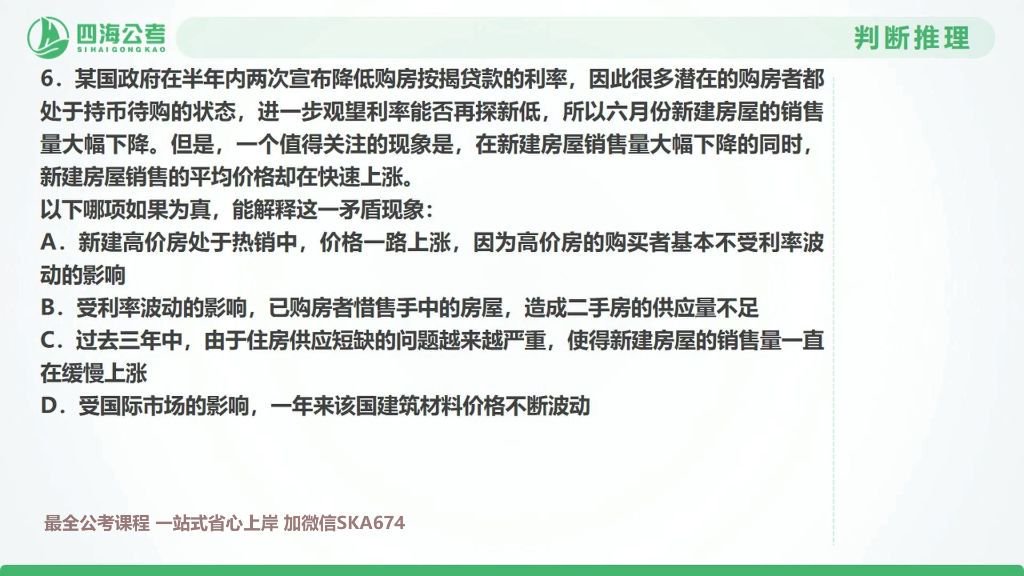 四海公考
SIHAIGONGKAO
判断推理
6．某国政府在半年内两次宣布降低购房按揭贷款的利率，因此很多潜在的购房者都
处于持币待购的状态，进一步观望利率能否再探新低，所以六月份新建房屋的销售
量大幅下降。但是，一个值得关注的现象是，在新建房屋销售量大幅下降的同时，
新建房屋销售的平均价格却在快速上涨。
以下哪项如果为真，能解释这一矛盾现象：
A．新建高价房处于热销中，价格一路上涨，因为高价房的购买者基本不受利率波
动的影响
B．受利率波动的影响，已购房者惜售手中的房屋，造成二手房的供应量不足
C．过去三年中，由于住房供应短缺的问题越来越严重，使得新建房屋的销售量一直
在缓慢上涨
D．受国际市场的影响，一年来该国建筑材料价格不断波动
最全公考课程 一站式省心上岸 加微信SKA674